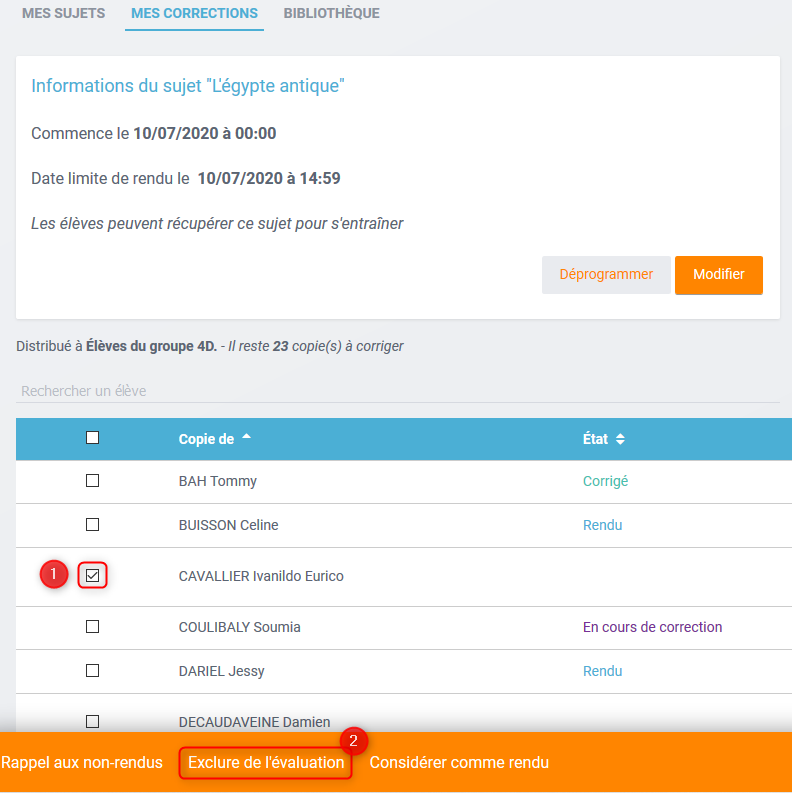 MES SUJETS MES CORRECTIONS BIBLIOTHÈQUE
Informations du sujet "L'égypte antique"
Commence le 10/07/2020 à 00:00
Date limite de rendu le 10/07/2020 à 14:59
Les élèves peuvent récupérer ce sujet pour s'entraîner
Déprogrammer Modifier
Distribué à Élèves du groupe 4D. - Il reste 23 copie(s) à corriger
Rechercher un élève
Copie de État
BAH Tommy Corrigé
BUISSON Celine Rendu
1 CAVALLIER Ivanildo Eurico
COULIBALY Soumia En cours de correction
DARIEL Jessy Rendu
DECAUDAVEINE Damien
2
Rappel aux non-rendus Exclure de l'évaluation Considérer comme rendu